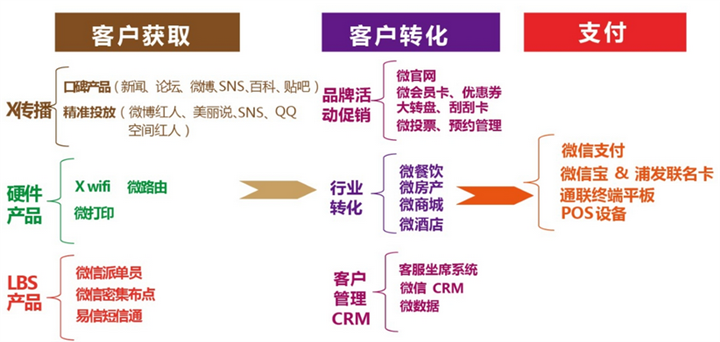 客户获取
客户转化
支付
X传播
口碑产品（新闻、论坛、微博、SNS、百科、贴吧）
精准投放（微博红人、美丽说、SNS、QQ
空间红人）
硬件
产品
X wifi 微路由
微打印
LBS
产品
微信派单员
微信密集布点
易信短信通
品牌活
动促销
微官网
微会员卡、优惠券
大转盘、刮刮卡
微投票、预约管理
行业
转化
微餐饮
微房产
微商城
微酒店
客户
管理
CRM
客服坐席系统
微信 CRM
微数据
微信支付
微信宝 & 浦发联名卡
通联终端平板
POS设备